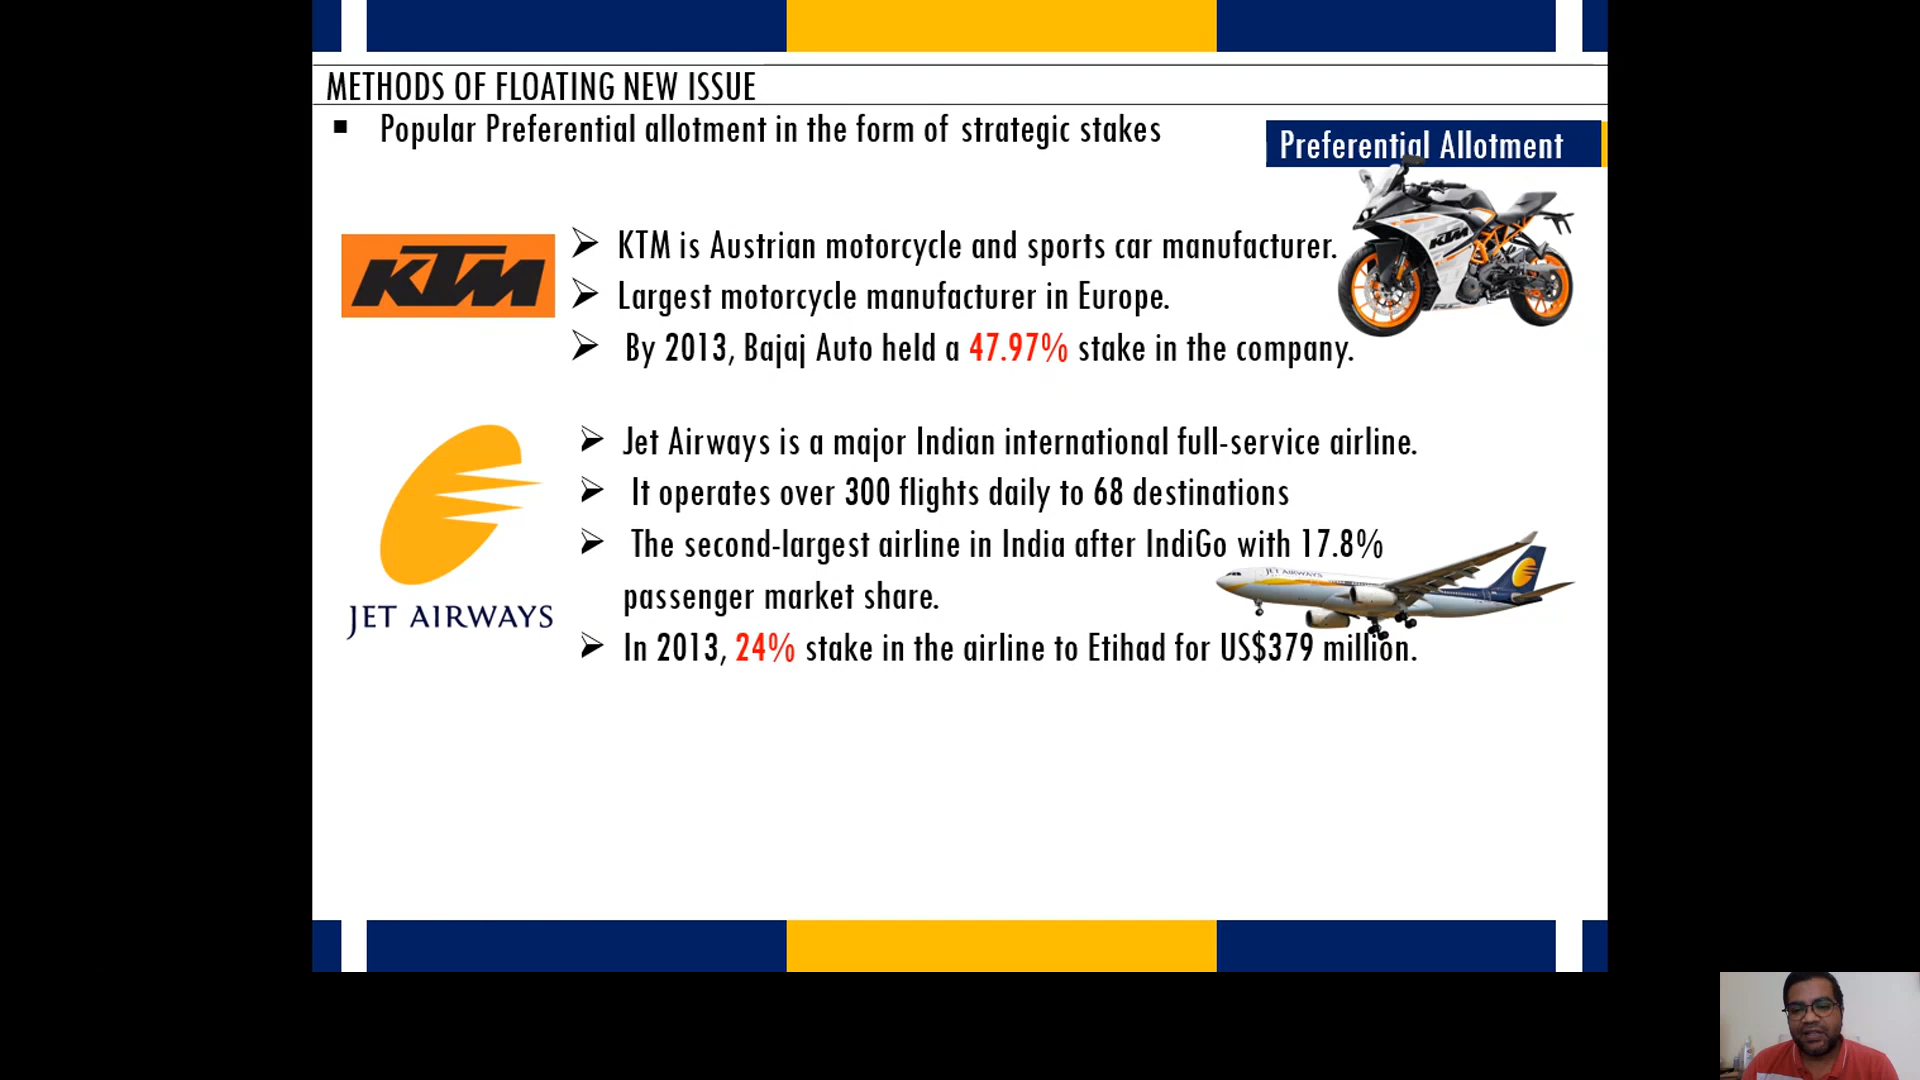 METHODS OF FLOATING NEW ISSUE
Popular Preferential allotment in the form of strategic stakes
Preferential Allotment
KTM
KTM is Austrian motorcycle and sports car manufacturer.
Largest motorcycle manufacturer in Europe.
By 2013, Bajaj Auto held a 47.97% stake in the company.
KTM
Jet Airways is a major Indian international full-service airline.
It operates over 300 flights daily to 68 destinations
The second-largest airline in India after IndiGo with 17.8%
passenger market share.
In 2013, 24% stake in the airline to Etihad for US$379 million.
JET AIRWAYS
JET AIRWAYS